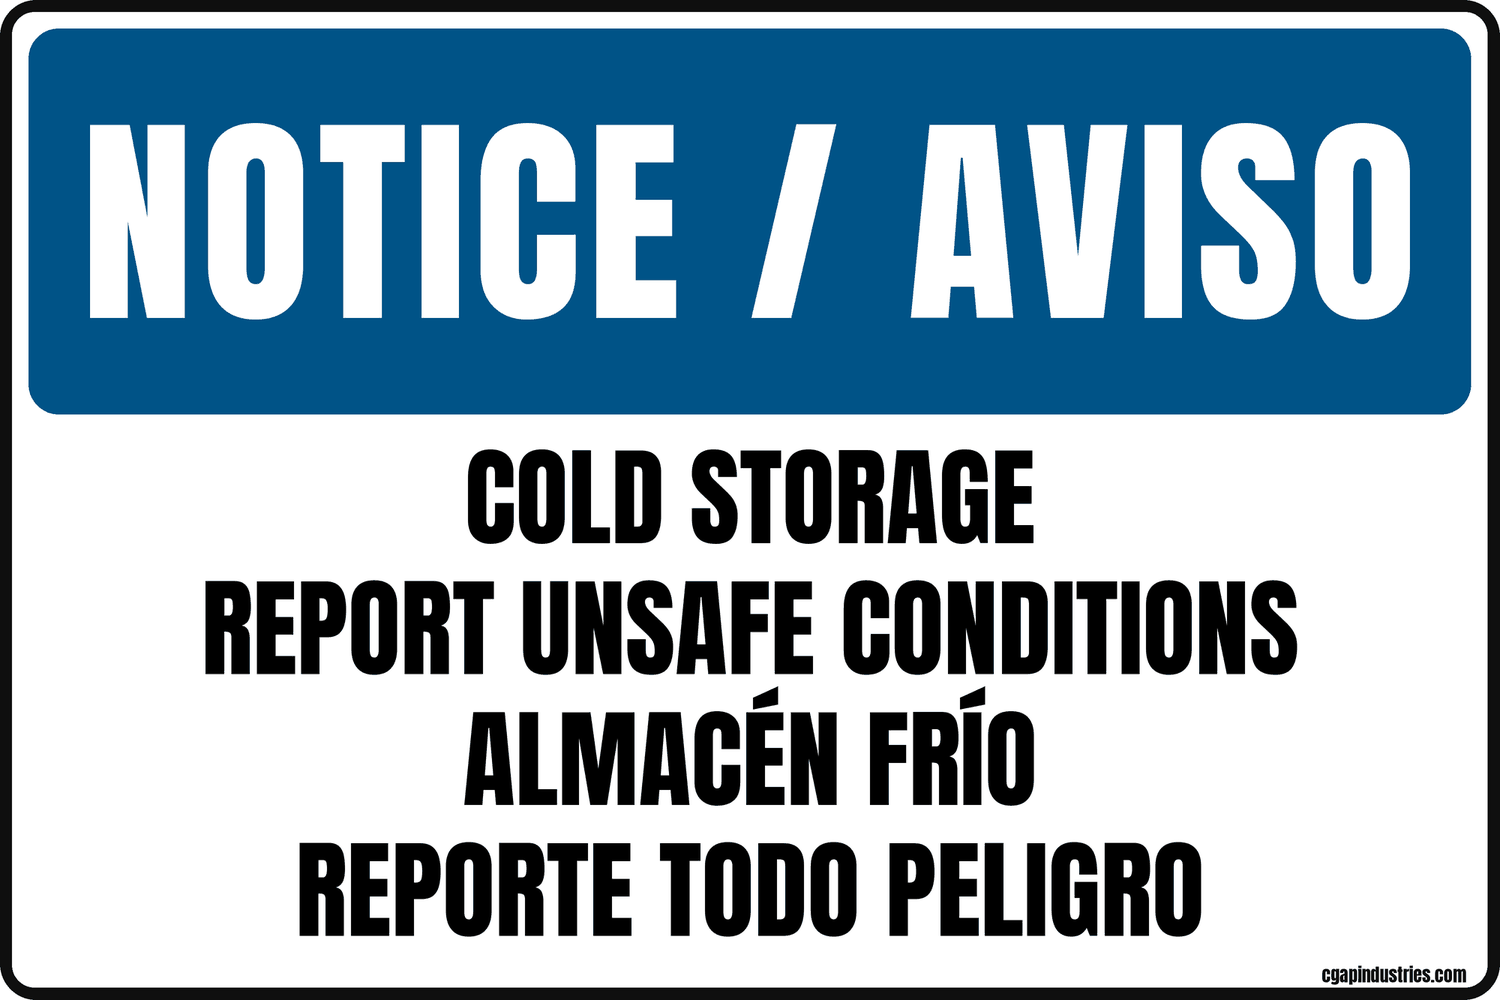 NOTICE / AVISO
COLD STORAGE
REPORT UNSAFE CONDITIONS
ALMACÉN FRÍO
REPORTE TODO PELIGRO
cgapindustries.com